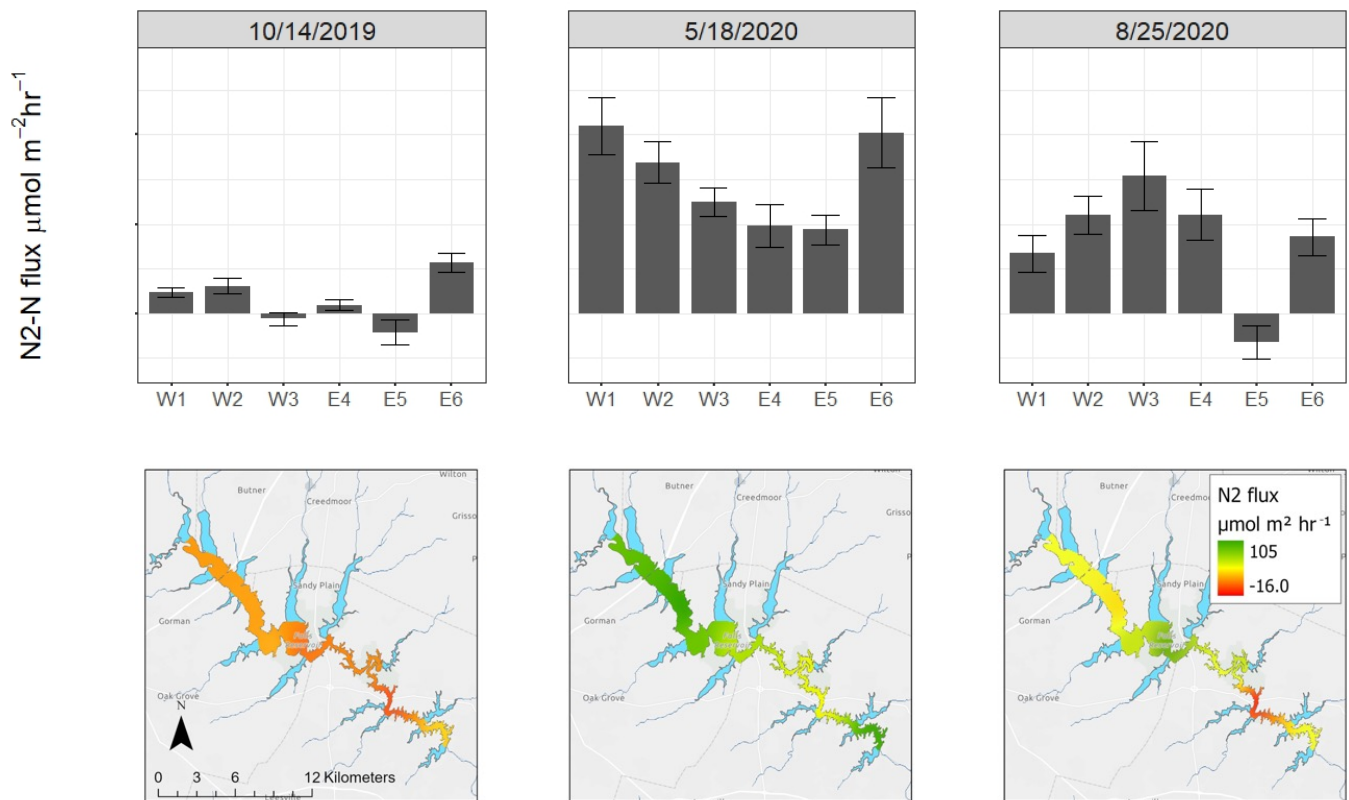 10/14/2019
5/18/2020
8/25/2020
N2-N flux μmol m−2hr−1
W1 W2 W3 E4 E5 E6
W1 W2 W3 E4 E5 E6
W1 W2 W3 E4 E5 E6
Wilton
Butner
Creedmoor
Grisso
Sandy Plain
Gorman
Oak Grove
N
0 3 6 12 Kilometers
Leesville
Butner
Creedmoor
Grisso
P
Sandy Plain
Gorman
Oak Grove
Butner
Creedmo
N2 flux
μmol m² hr-1
105
-16.0
Sandy Plain
Gorman
Oak Grove